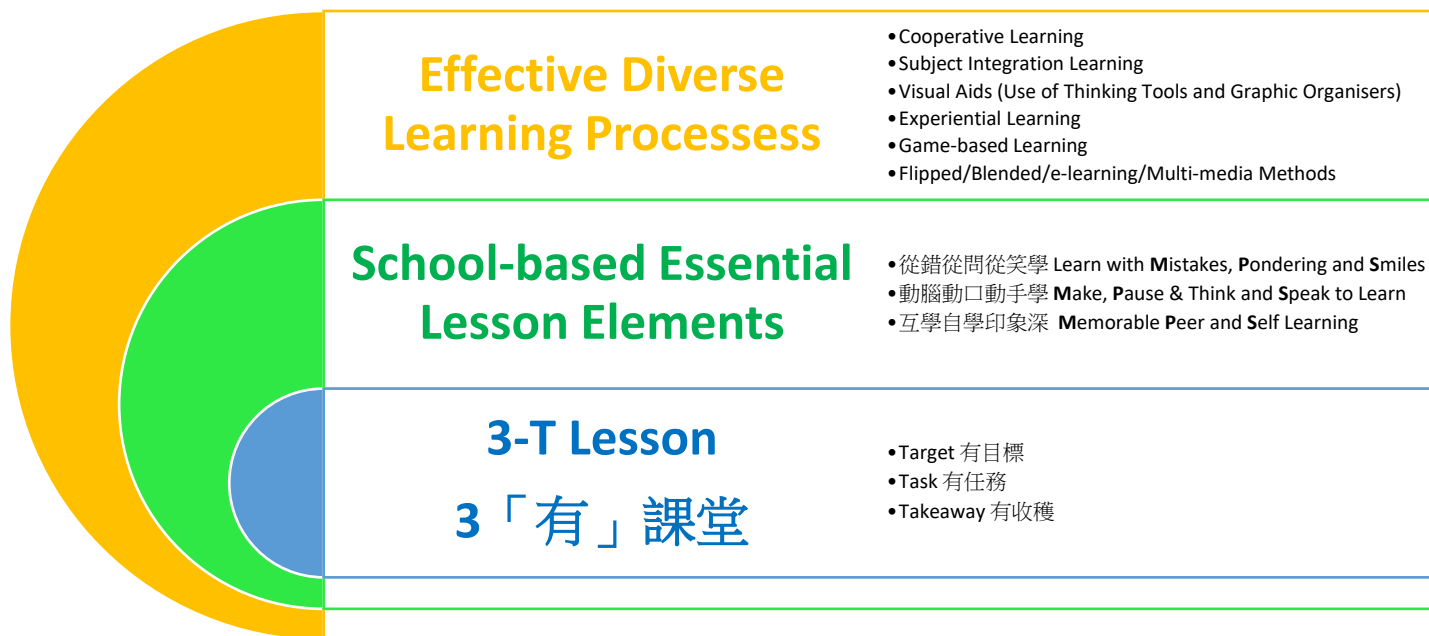 Effective Diverse
Learning Processess
•Cooperative Learning
•Subject Integration Learning
•Visual Aids (Use of Thinking Tools and Graphic Organisers)
•Experiential Learning
•Game-based Learning
•Flipped/Blended/e-learning/Multi-media Methods
School-based Essential
Lesson Elements
•從錯從問從笑學 Learn with Mistakes, Pondering and Smiles
•動腦動口動手學 Make, Pause & Think and Speak to Learn
•互學自學印象深 Memorable Peer and Self Learning
3-T Lesson
3「有」課堂
•Target 有目標
•Task 有任務
•Takeaway 有收穫